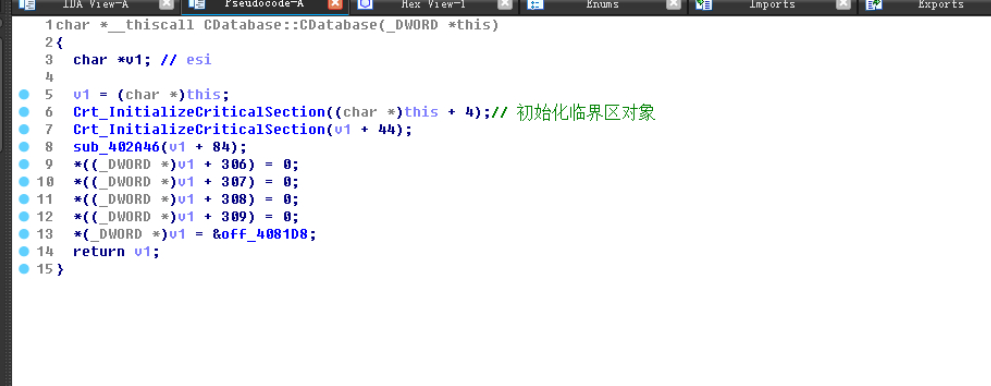 IDA View-A Pseudocode-A Hex View-1 Enums Imports Exports
1 char *__thiscall CDatabase::CDatabase(_DWORD *this)
2 {
3 char *v1; // esi
4
5 v1 = (char *)this;
6 Crt_InitializeCriticalSection((char *)this + 4);// 初始化临界区对象
7 Crt_InitializeCriticalSection(v1 + 44);
8 sub_402A46(v1 + 84);
9 *((_DWORD *)v1 + 306) = 0;
10 *((_DWORD *)v1 + 307) = 0;
11 *((_DWORD *)v1 + 308) = 0;
12 *((_DWORD *)v1 + 309) = 0;
13 *(_DWORD *)v1 = &off_4081D8;
14 return v1;
15 }